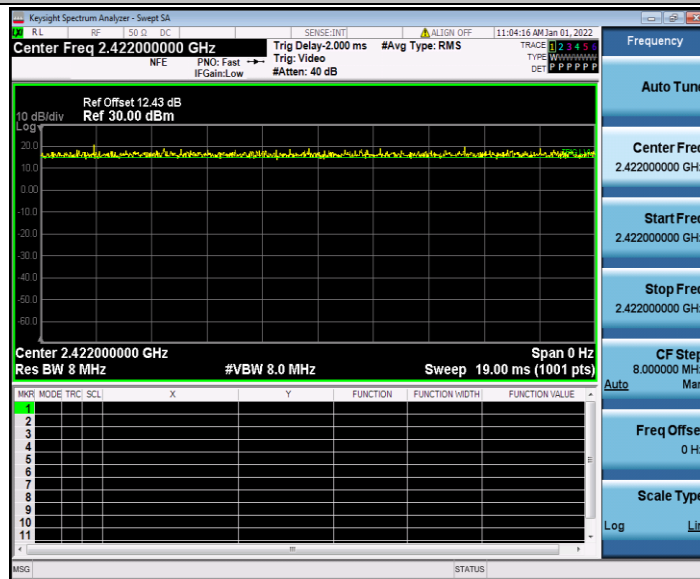 Keysight Spectrum Analyzer - Swept SA
RL RF 50 Ω DC SENSE:INT ALIGN OFF 11:04:16 AM Jan 01, 2022
Center Freq 2.422000000 GHz
NFE
PNO: Fast
IFGain:Low
Trig Delay-2.000 ms
Trig: Video
#Atten: 40 dB
#Avg Type: RMS
TRACE 1 2 3 4 5 6
TYPE WWWWWW
DET P P P P P P
Ref Offset 12.43 dB
10 dB/div Ref 30.00 dBm
Log
20.0
10.0
0.00
-10.0
-20.0
-30.0
-40.0
-50.0
-60.0
Center 2.422000000 GHz Span 0 Hz
Res BW 8 MHz #VBW 8.0 MHz Sweep 19.00 ms (1001 pts)
MKR MODE TRC SCL X Y FUNCTION FUNCTION WIDTH FUNCTION VALUE
1
2
3
4
5
6
7
8
9
10
11
MSG STATUS
Frequency
Auto Tune
Center Freq
2.422000000 GHz
Start Freq
2.422000000 GHz
Stop Freq
2.422000000 GHz
CF Step
8.000000 MHz
Auto Man
Freq Offset
0 Hz
Scale Type
Log Lin